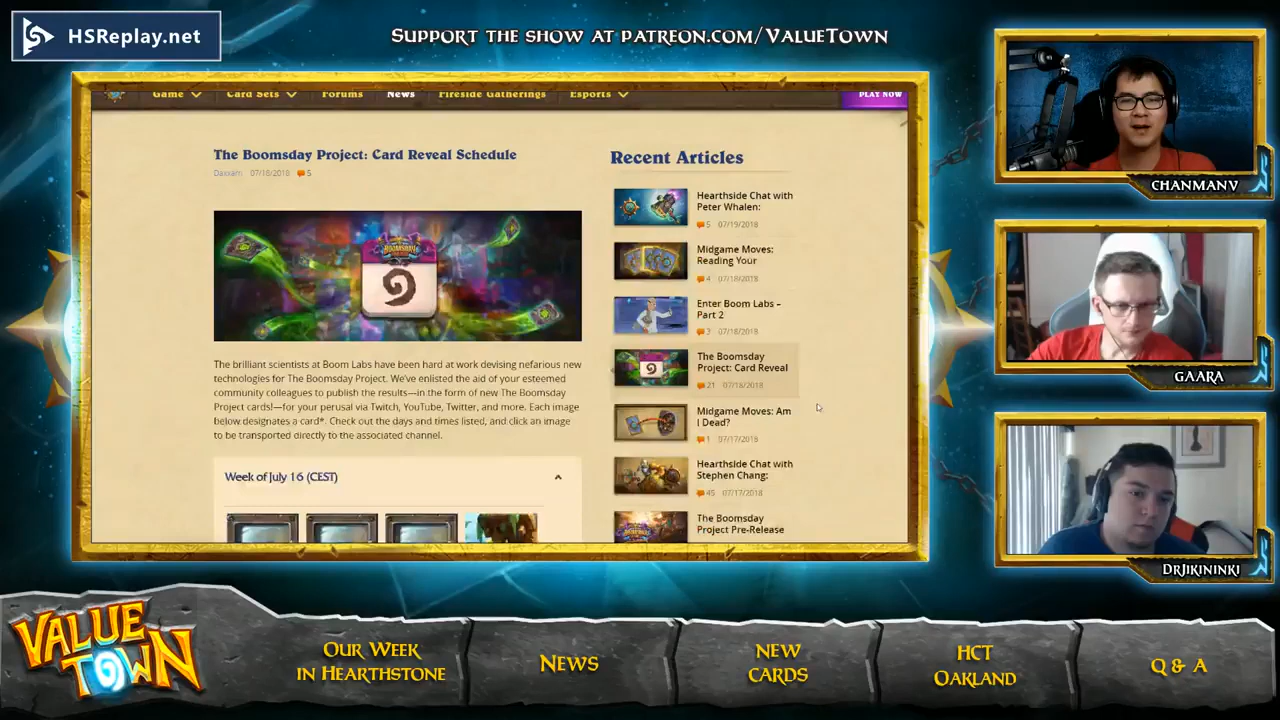 HSReplay.net
Support the show at patreon.com/ValueTown
Game
Card Sets
Forums
News
Fireside Gatherings
Esports
PLAY NOW
The Boomsday Project: Card Reveal Schedule
Daxxarri 07/18/2018 5
BOOMSDAY
The brilliant scientists at Boom Labs have been hard at work devising nefarious new
technologies for The Boomsday Project. We've enlisted the aid of your esteemed
community colleagues to publish the results—in the form of new The Boomsday
Project cards!—for your perusal via Twitch, YouTube, Twitter, and more. Each image
below designates a card*. Check out the days and times listed, and click an image
to be transported directly to the associated channel.
Week of July 16 (CEST)
Recent Articles
Hearthside Chat with
Peter Whalen:
5 07/19/2018
Midgame Moves:
Reading Your
4 07/18/2018
Enter Boom Labs –
Part 2
3 07/18/2018
The Boomsday
Project: Card Reveal
21 07/18/2018
Midgame Moves: Am
I Dead?
1 07/17/2018
Hearthside Chat with
Stephen Chang:
45 07/17/2018
The Boomsday
Project Pre-Release
ChanmanV
Gaara
DrJikininki
Value
Town
Our Week
in Hearthstone
News
New
Cards
HCT
Oakland
Q & A